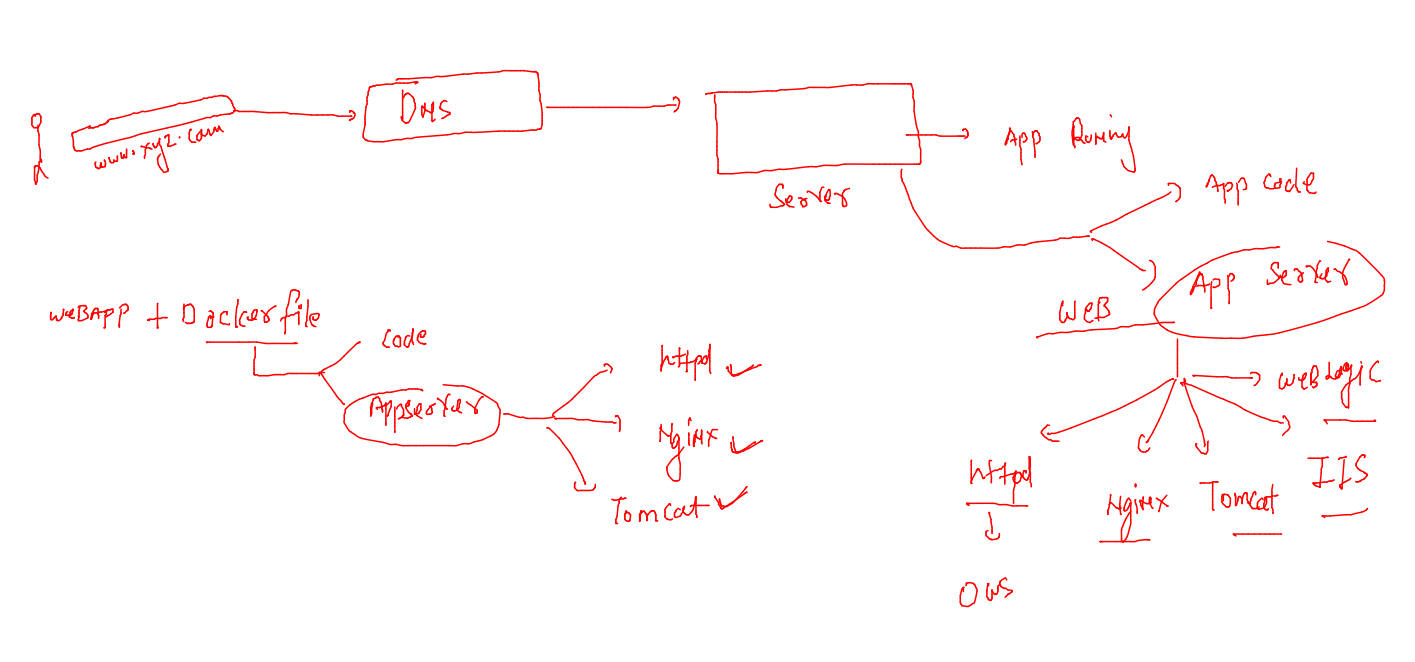 DNS
www.xyz.com
App Runing
Server
App code
App Server
WEB
WEBAPP + Dockerfile
code
Appserver
httpd
Nginx
Tomcat
WEBLogic
httpd
Nginx
Tomcat
IIS
OWS